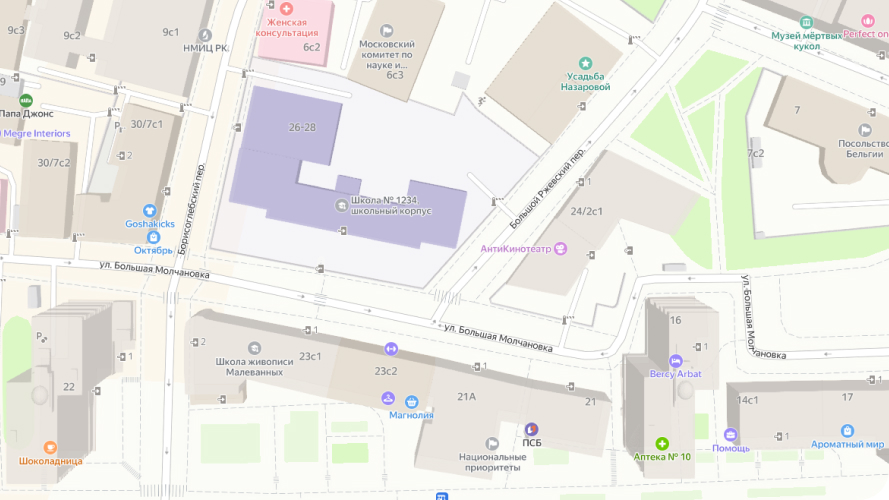 9с3
9с2
9с1
НМИЦ РК
Женская
консультация
6с2
Московский
комитет по
науке и...
6с3
Усадьба
Назаровой
Музей мёртвых
кукол
Perfect on
9
Папа Джонс
Megre Interiors
30/7с1
30/7с2
P
2
26-28
Школа № 1234,
школьный корпус
7
7с2
Посольство
Бельгии
Goshakicks
Октябрь
Борисоглебский пер.
Большой Ржевский пер.
1
24/2с1
АнтиКинотеатр
ул. Большая Молчановка
ул. Большая Молчановка
ул. Большая Молчановка
P
1
22
Шоколадница
2
1
Школа живописи
Малеванных
23с1
23с2
Магнолия
1
21А
21
Национальные
приоритеты
ПСБ
16
1
Bercy Arbat
Аптека № 10
14с1
Помощь
1
17
Ароматный мир